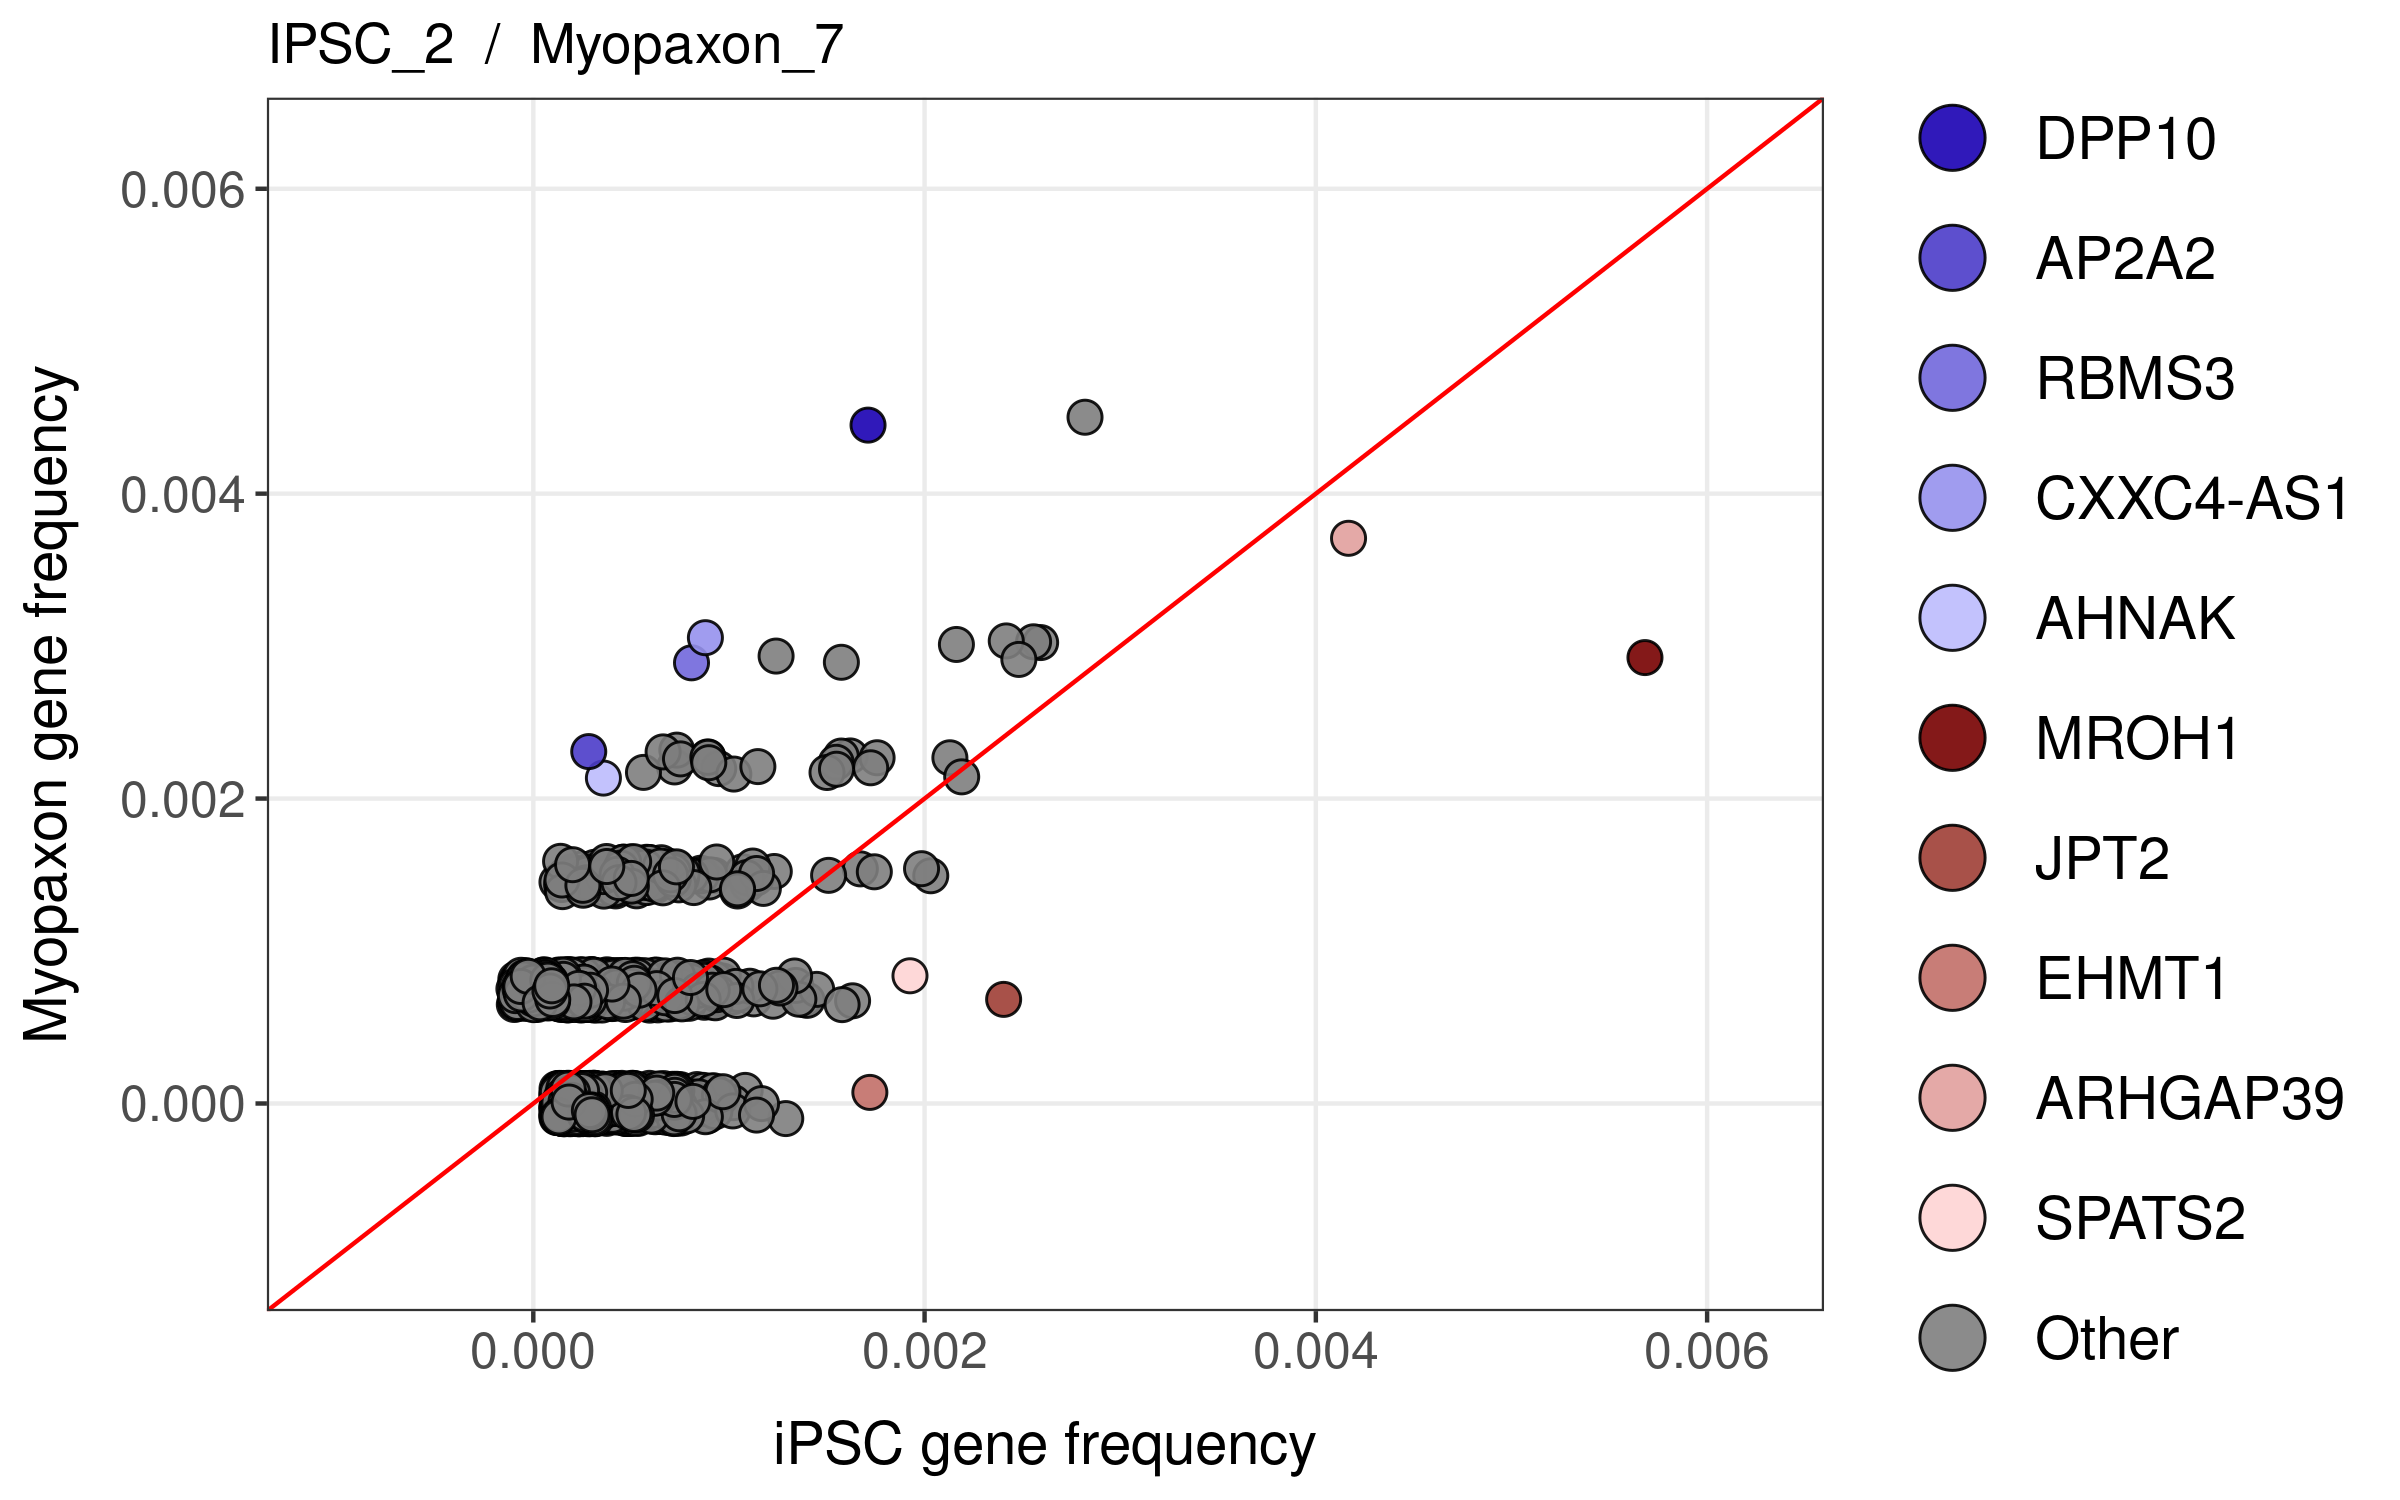 IPSC_2 / Myopaxon_7
Myopaxon gene frequency
0.006
0.004
0.002
0.000
0.000 0.002 0.004 0.006
iPSC gene frequency
DPP10
AP2A2
RBMS3
CXXC4-AS1
AHNAK
MROH1
JPT2
EHMT1
ARHGAP39
SPATS2
Other